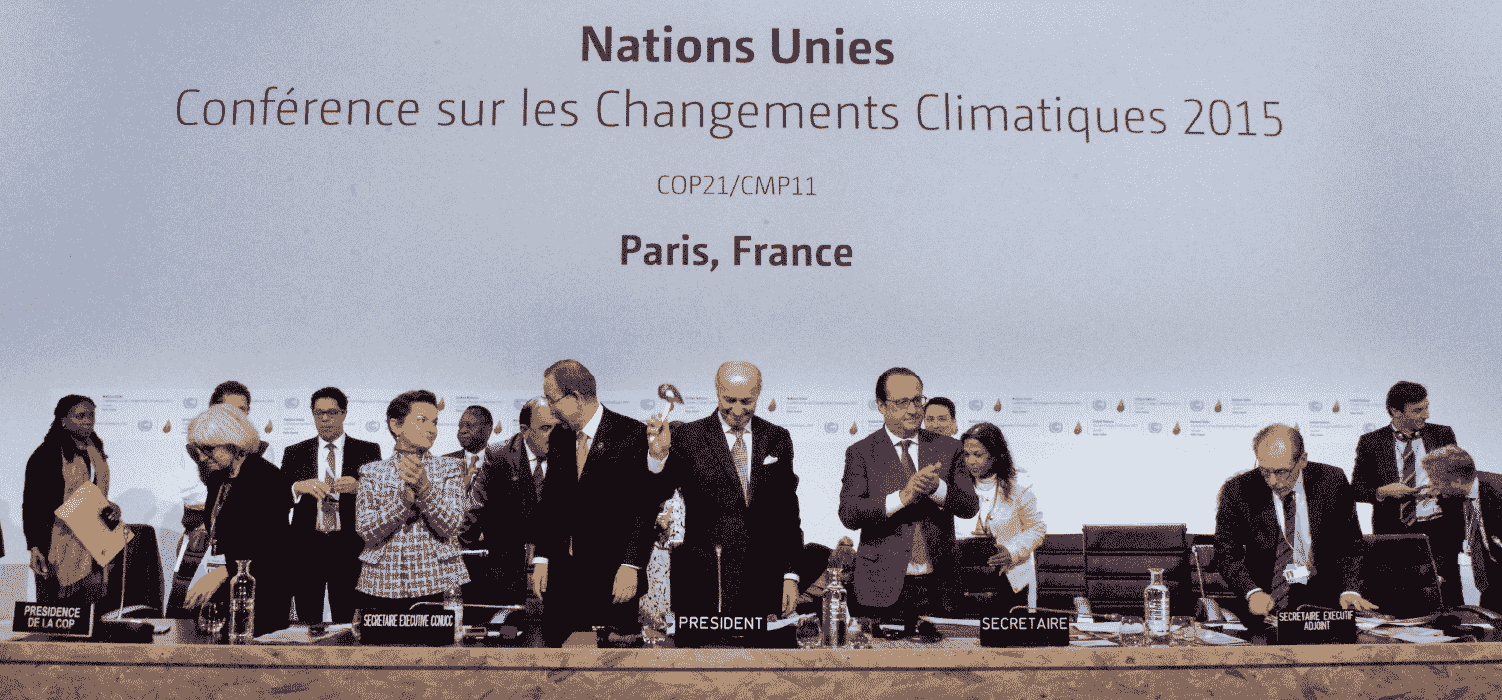 Nations Unies
Conférence sur les Changements Climatiques 2015
COP21/CMP11
Paris, France
PRESIDENCE
DE LA COP
SECRETAIRE EXECUTIVE CCNUCC
PRESIDENT
SECRETAIRE
SECRETAIRE EXECUTIF
ADJOINT